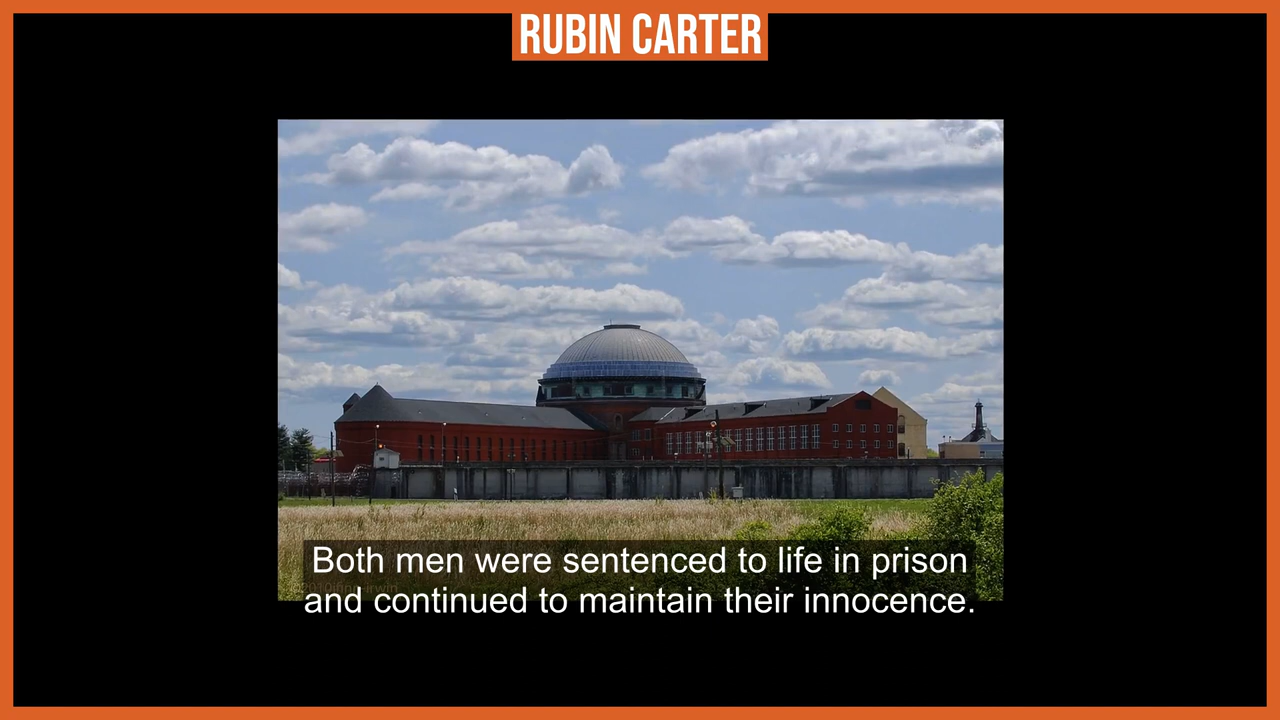 RUBIN CARTER
Both men were sentenced to life in prison
and continued to maintain their innocence.